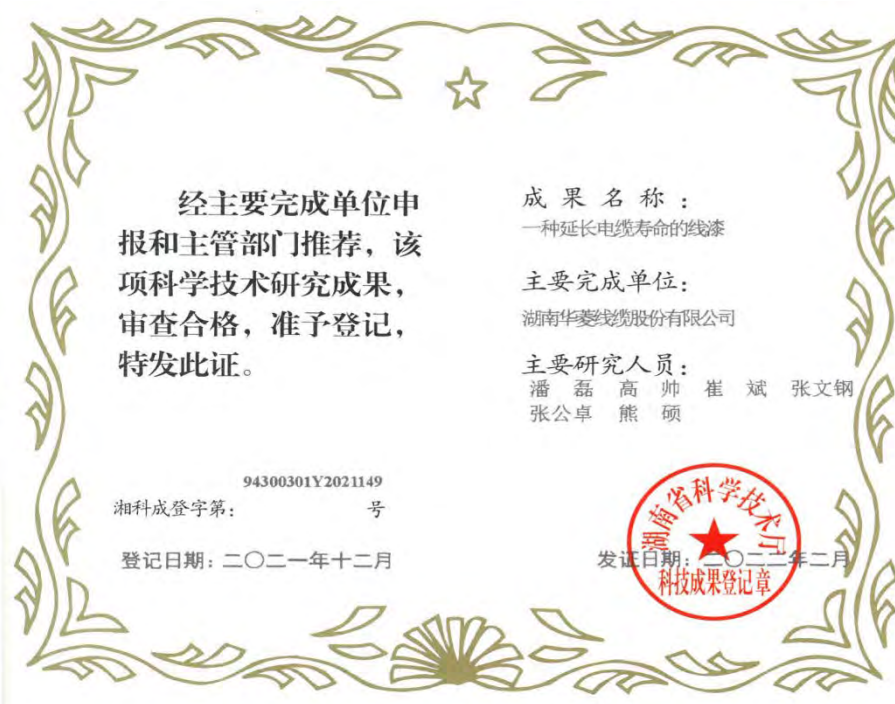 经主要完成单位申
报和主管部门推荐，该
项科学技术研究成果，
审查合格，准予登记，
特发此证。
94300301Y2021149
湘科成登字第： 号
登记日期：二〇二一年十二月
成果名称：
一种延长电缆寿命的线漆
主要完成单位：
湖南华菱线缆股份有限公司
主要研究人员：
潘 磊 高 帅 崔 斌 张文钢
张公卓 熊 硕
发证日期：二〇二二年二月
湖南省科学技术厅
科技成果登记章